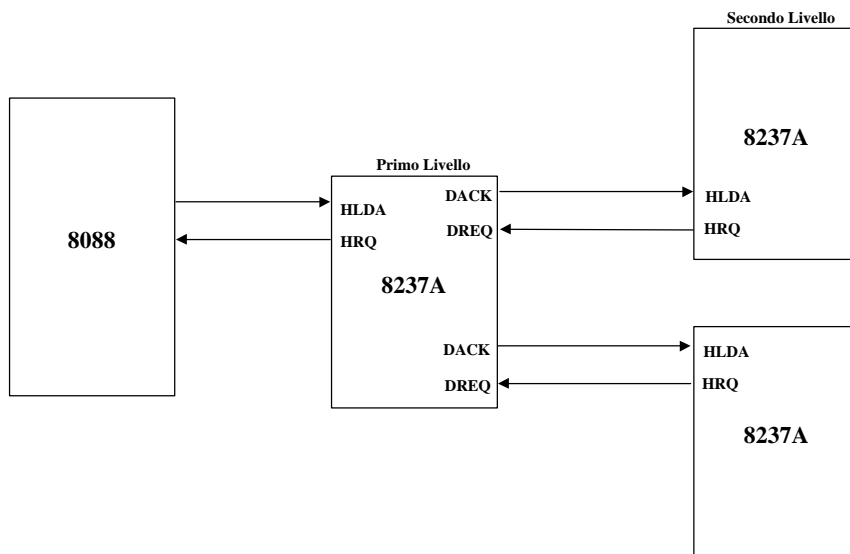 Secondo Livello
8237A
HLDA
HRQ
8088
Primo Livello
HLDA
HRQ
8237A
DACK
DREQ
DACK
DREQ
HLDA
HRQ
8237A